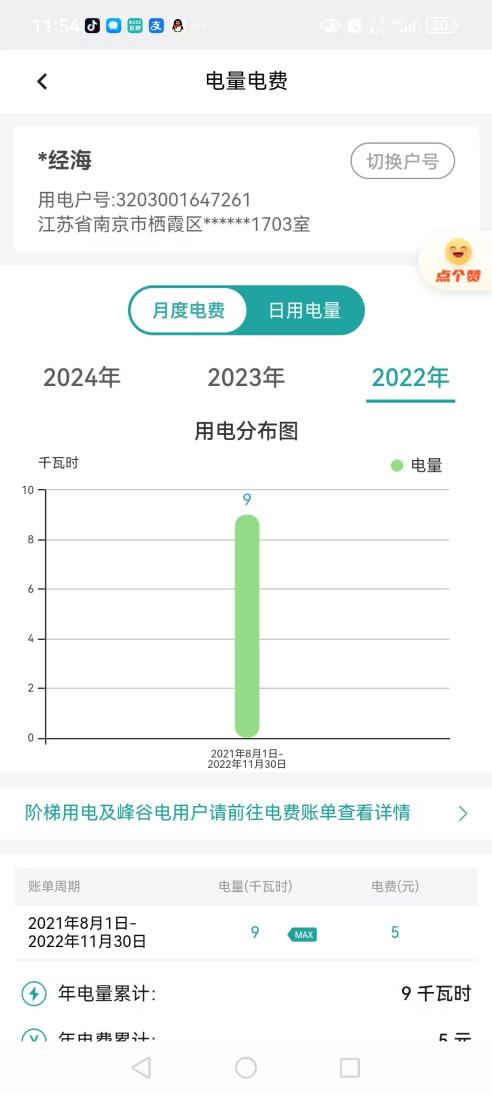 11:54
30
电量电费
*经海
切换户号
用电户号:3203001647261
江苏省南京市栖霞区******1703室
点个赞
月度电费 日用电量
2024年 2023年 2022年
用电分布图
千瓦时 电量
9
10
8
6
4
2
0
2021年8月1日-
2022年11月30日
阶梯用电及峰谷电用户请前往电费账单查看详情
账单周期 电量(千瓦时) 电费(元)
2021年8月1日-
2022年11月30日
9 MAX 5
年电量累计: 9 千瓦时
年电费累计: 5 元